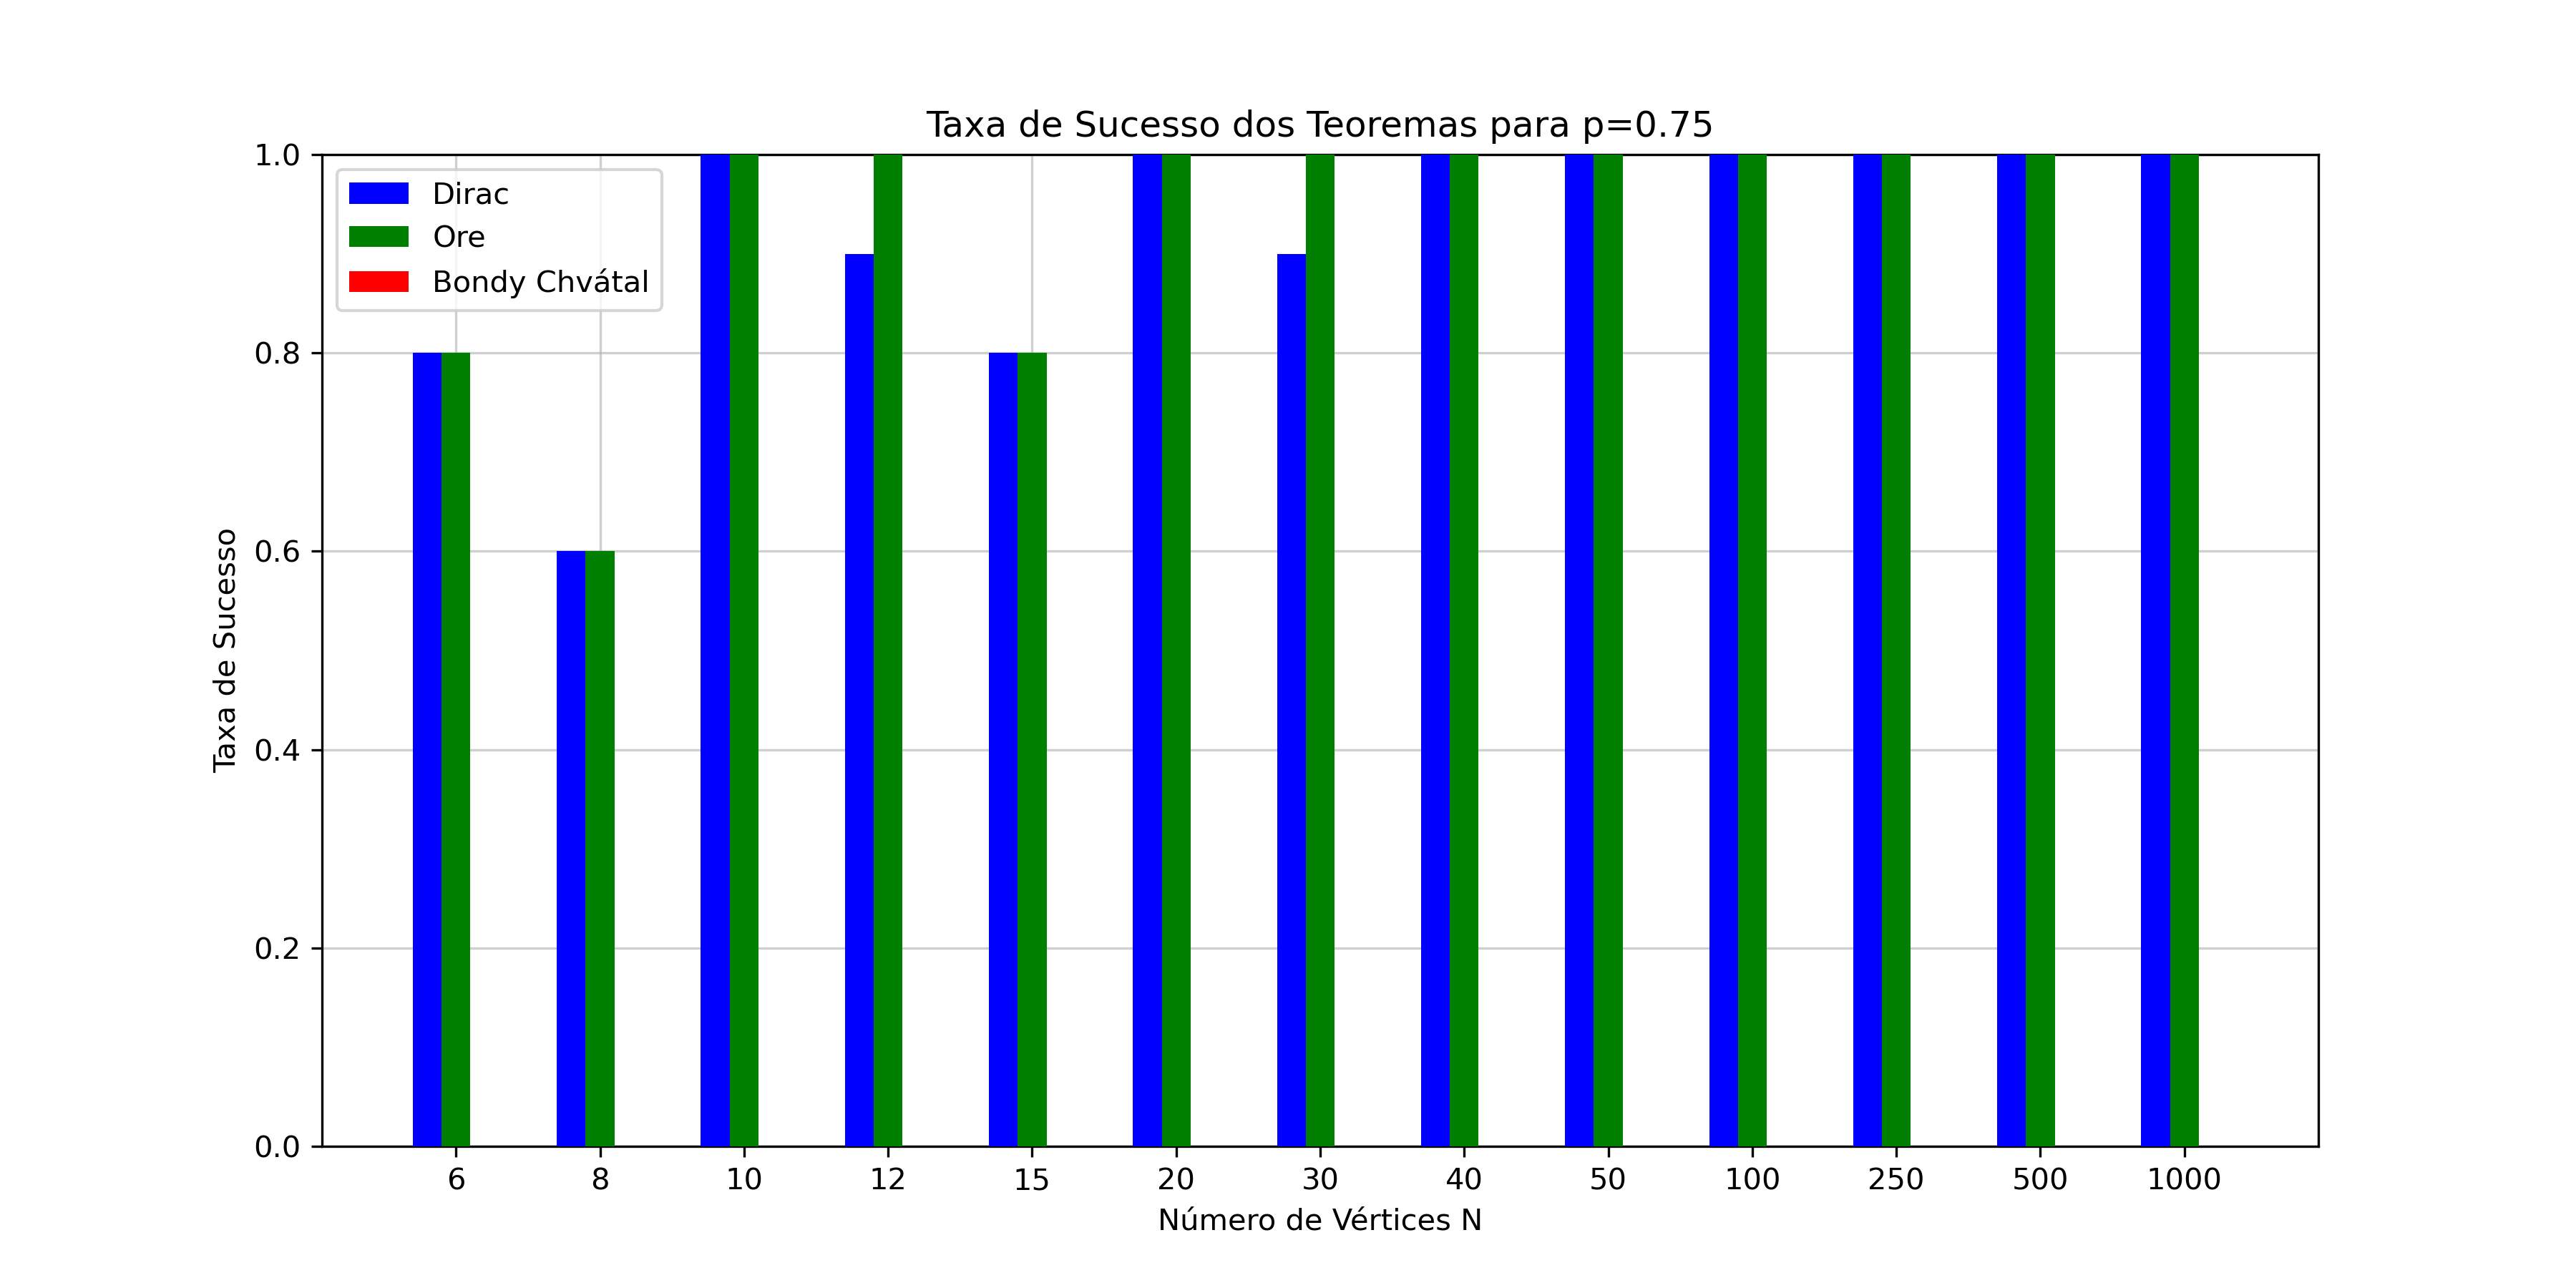 Taxa de Sucesso dos Teoremas para p=0.75
Dirac
Ore
Bondy Chvátal
Taxa de Sucesso
1.0
0.8
0.6
0.4
0.2
0.0
6 8 10 12 15 20 30 40 50 100 250 500 1000
Número de Vértices N